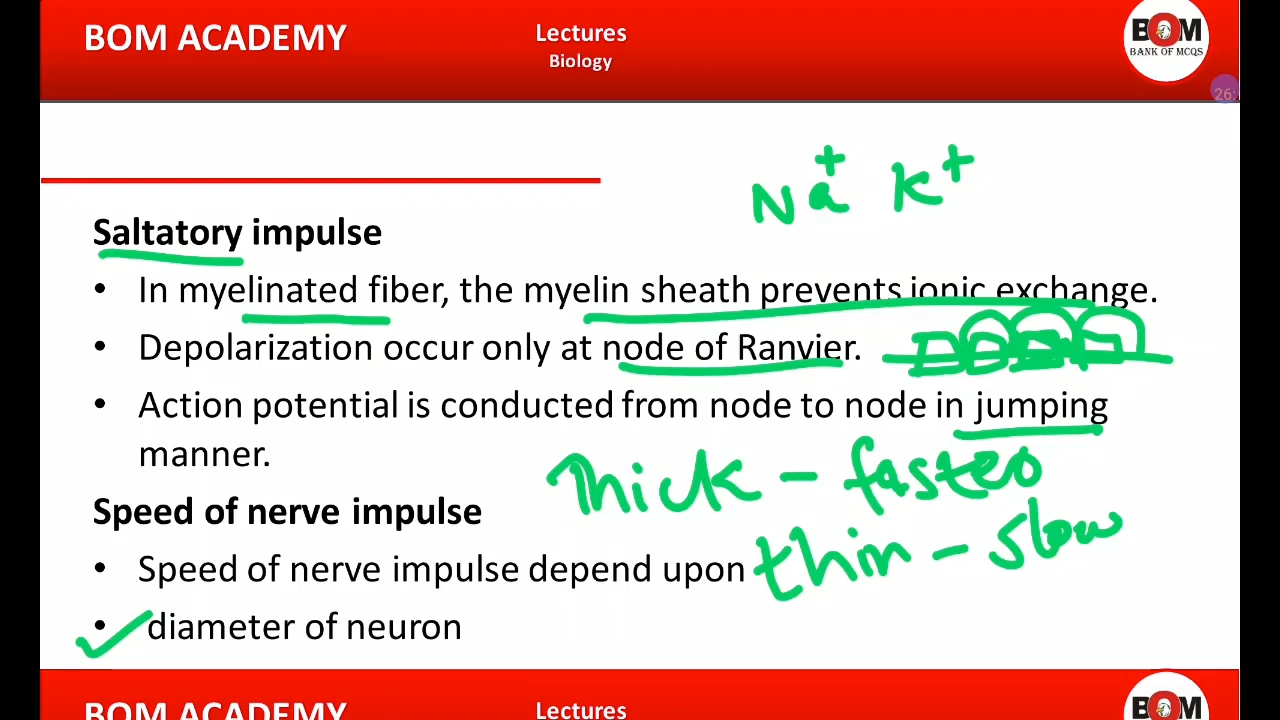 BOM ACADEMY
Lectures
Biology
BOM
BANK OF MCQS
26:
Na+ K+
Saltatory impulse
• In myelinated fiber, the myelin sheath prevents ionic exchange.
• Depolarization occur only at node of Ranvier.
• Action potential is conducted from node to node in jumping
manner.
Thick - faster
Speed of nerve impulse
thin - slow
• Speed of nerve impulse depend upon
• diameter of neuron
BOM ACADEMY
Lectures
BOM